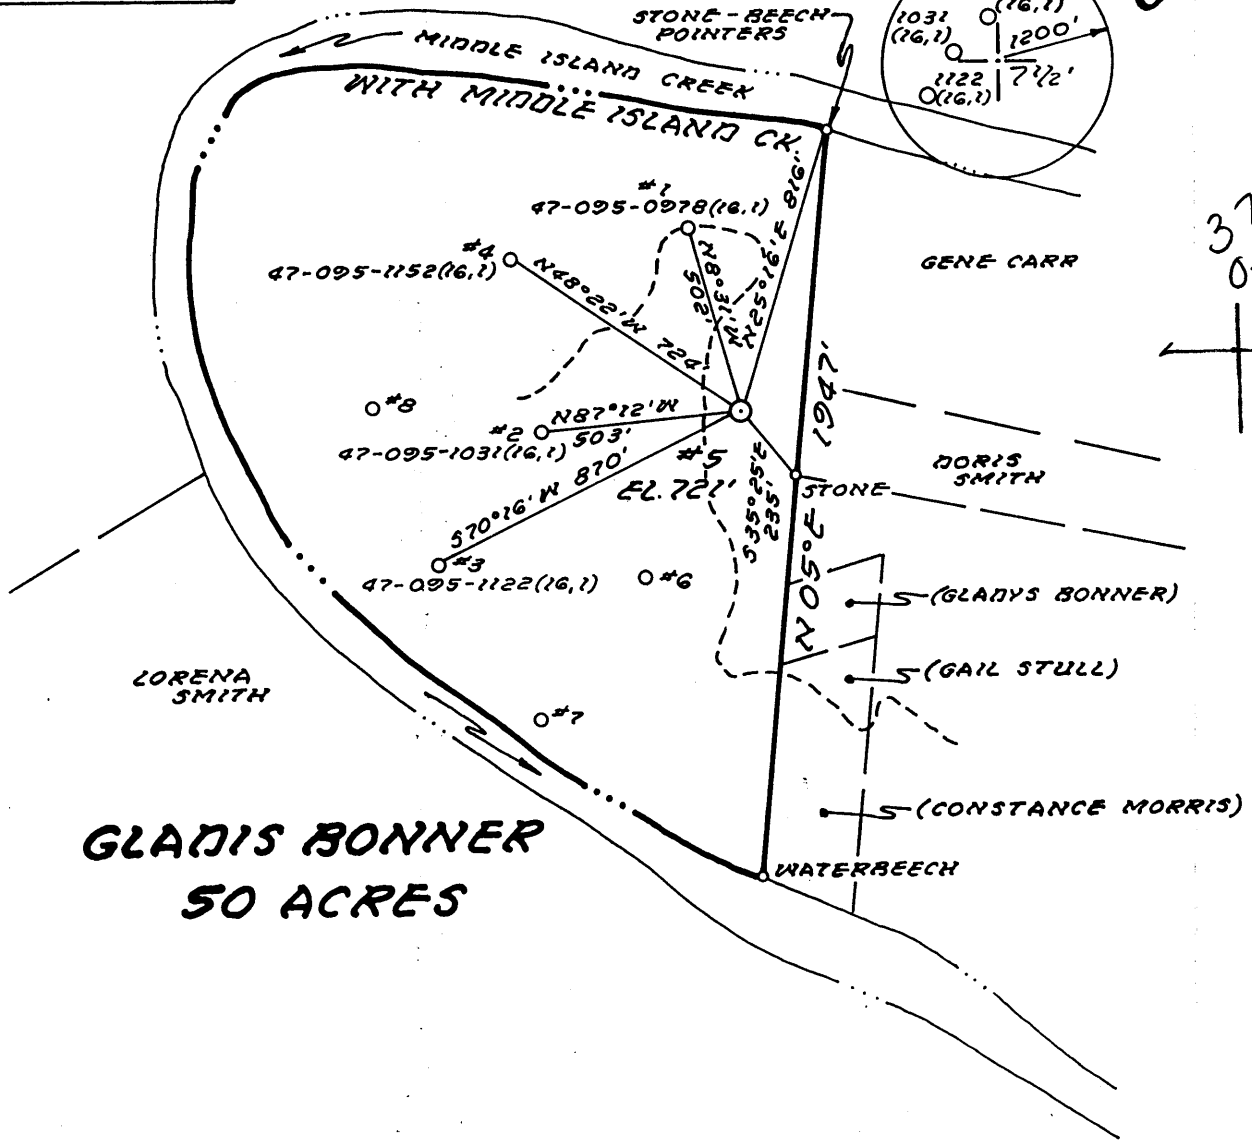 STONE-BEECH
POINTERS
(16,1)
1031
(16,1)
1200'
1122
(16,1)
7 1/2'
MIDDLE ISLAND CREEK
WITH MIDDLE ISLAND CK.
#1
47-095-0978(16,1)
#4
47-095-1152(16,1)
N48°22'W 724'
N8°31'W
502'
N25°16'E 816'
GENE CARR
1947'
#8
#2
N87°12'W
503'
47-095-1031(16,1)
#5
EL. 721'
S70°16'W 870'
#3
47-095-1122(16,1)
#6
S35°25'E
235'
STONE
DORIS
SMITH
N 05° E
(GLADYS BONNER)
(GAIL STULL)
LORENA
SMITH
#7
(CONSTANCE MORRIS)
GLADIS BONNER
50 ACRES
WATERBEECH